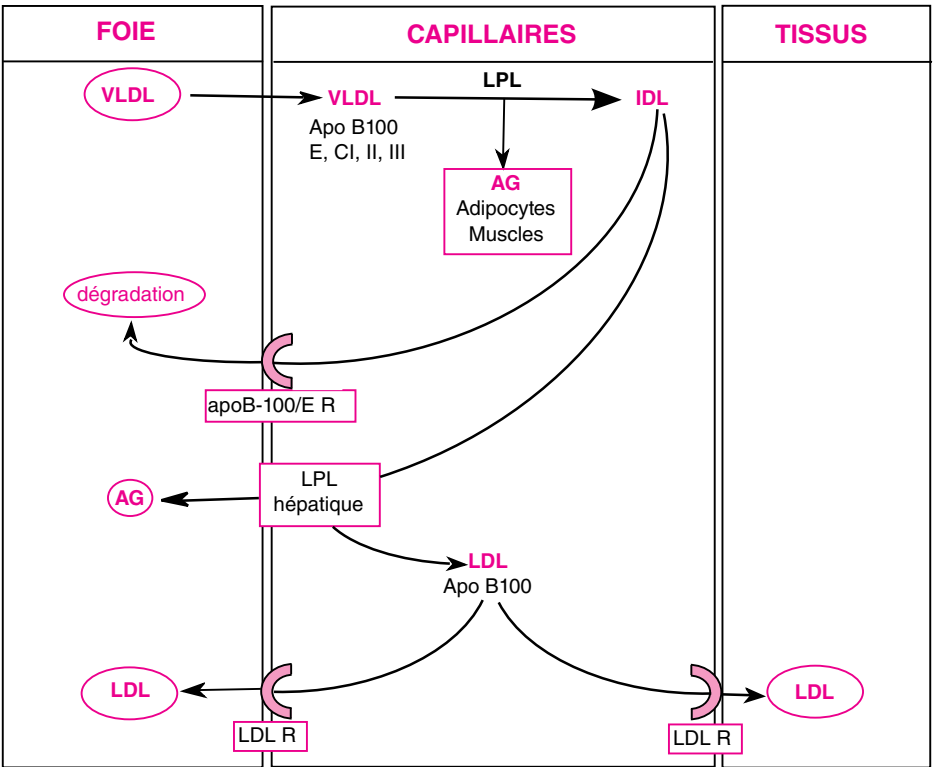 FOIE
CAPILLAIRES
TISSUS
VLDL
VLDL
LPL
IDL
Apo B100
E, CI, II, III
AG
Adipocytes
Muscles
dégradation
apoB-100/E R
LPL
hépatique
AG
LDL
Apo B100
LDL
LDL
LDL R
LDL R